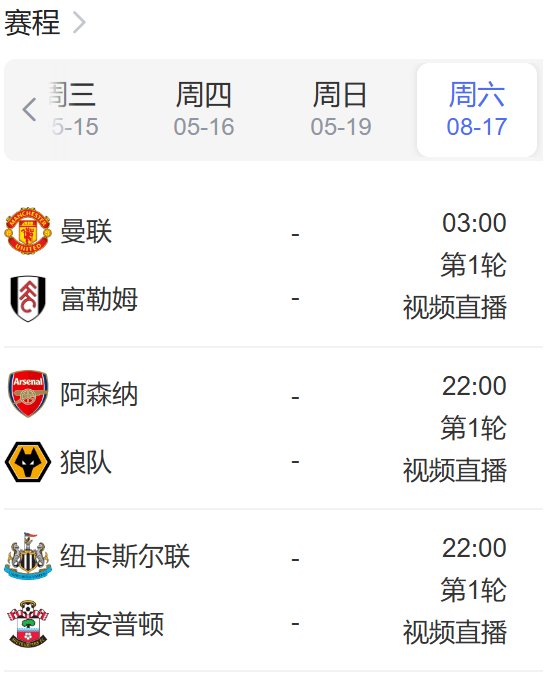 赛程
周三 周四 周日 周六
5-15 05-16 05-19 08-17
MANCHESTER
UNITED
曼联 - 03:00
第1轮
富勒姆 - 视频直播
Arsenal
阿森纳 - 22:00
第1轮
狼队 - 视频直播
纽卡斯尔联 - 22:00
第1轮
南安普顿 - 视频直播